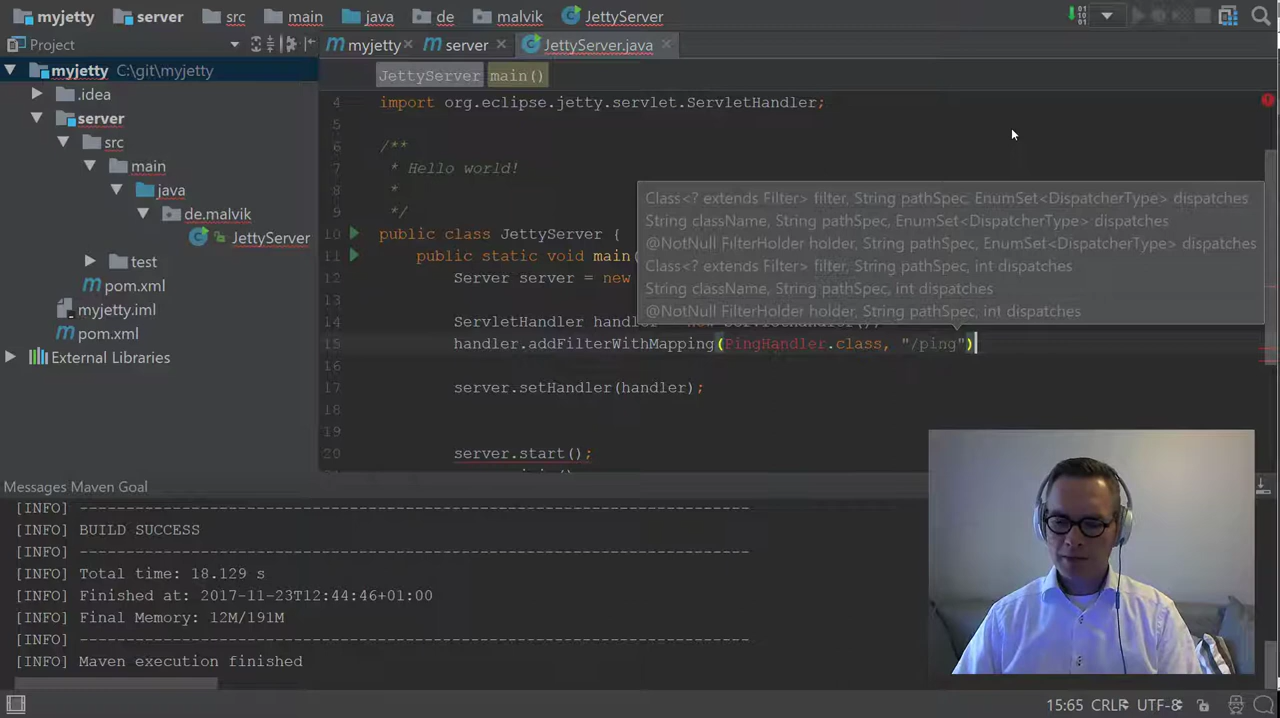 myjetty server src main java de malvik JettyServer
Project
myjetty server JettyServer.java
myjetty C:\git\myjetty
.idea
server
src
main
java
de.malvik
JettyServer
test
pom.xml
myjetty.iml
pom.xml
External Libraries
JettyServer main()
4 import org.eclipse.jetty.servlet.ServletHandler;
5
6 /**
7 * Hello world!
8 *
9 */
10 public class JettyServer {
11 public static void main(
12 Server server = new
13
14 ServletHandler handler
15 handler.addFilterWithMapping(PingHandler.class, "/ping")
16
17 server.setHandler(handler);
18
19
20 server.start();
Class<? extends Filter> filter, String pathSpec, EnumSet<DispatcherType> dispatches
String className, String pathSpec, EnumSet<DispatcherType> dispatches
@NotNull FilterHolder holder, String pathSpec, EnumSet<DispatcherType> dispatches
Class<? extends Filter> filter, String pathSpec, int dispatches
String className, String pathSpec, int dispatches
@NotNull FilterHolder holder, String pathSpec, int dispatches
Messages Maven Goal
[INFO] ------------------------------------------------------------------------
[INFO] BUILD SUCCESS
[INFO] ------------------------------------------------------------------------
[INFO] Total time: 18.129 s
[INFO] Finished at: 2017-11-23T12:44:46+01:00
[INFO] Final Memory: 12M/191M
[INFO] ------------------------------------------------------------------------
[INFO] Maven execution finished
15:65 CRLF UTF-8